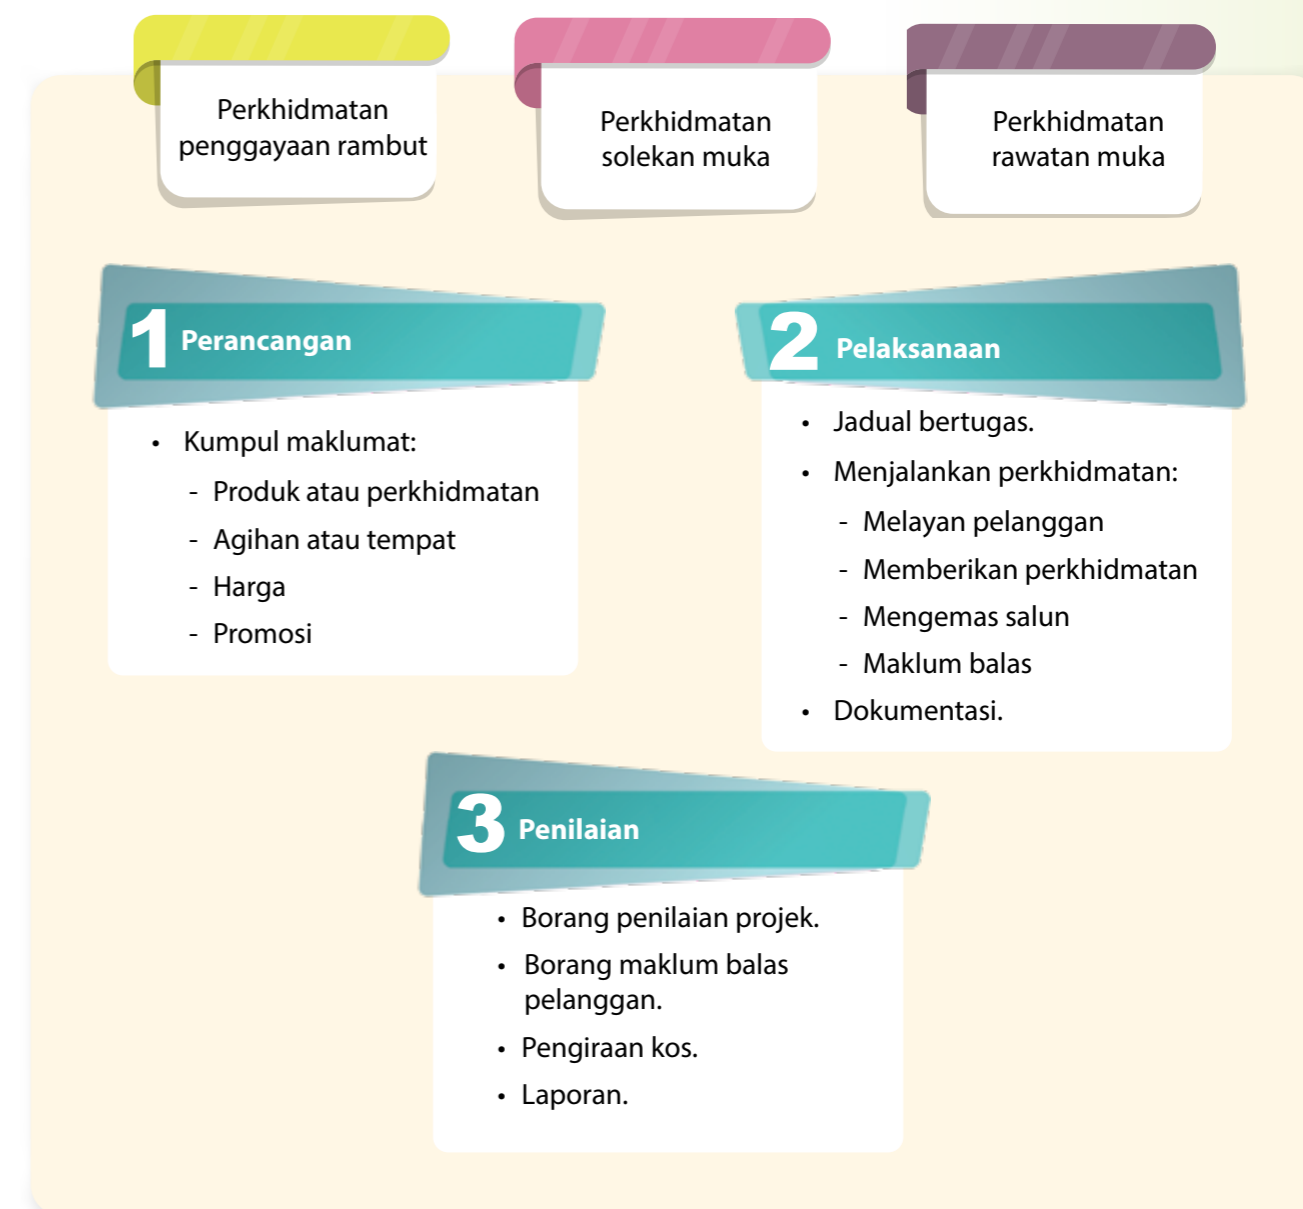 Perkhidmatan
penggayaan rambut
Perkhidmatan
solekan muka
Perkhidmatan
rawatan muka
1 Perancangan
• Kumpul maklumat:
- Produk atau perkhidmatan
- Agihan atau tempat
- Harga
- Promosi
2 Pelaksanaan
• Jadual bertugas.
• Menjalankan perkhidmatan:
- Melayan pelanggan
- Memberikan perkhidmatan
- Mengemas salun
- Maklum balas
• Dokumentasi.
3 Penilaian
• Borang penilaian projek.
• Borang maklum balas
pelanggan.
• Pengiraan kos.
• Laporan.